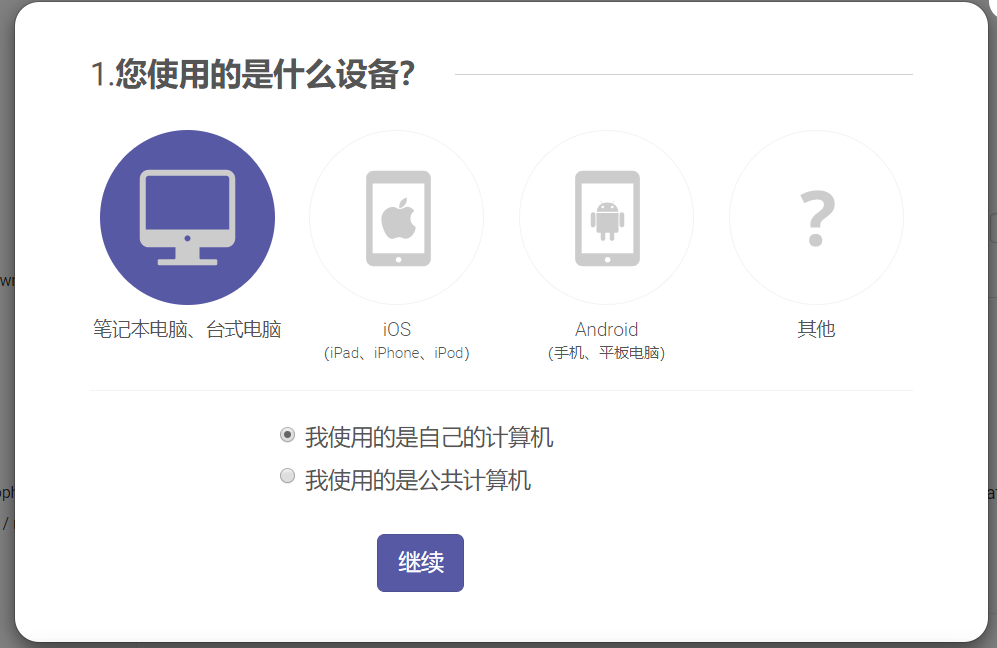 1.您使用的是什么设备?
?
笔记本电脑、台式电脑
iOS
(iPad、iPhone、iPod)
Android
(手机、平板电脑)
其他
我使用的是自己的计算机
我使用的是公共计算机
继续